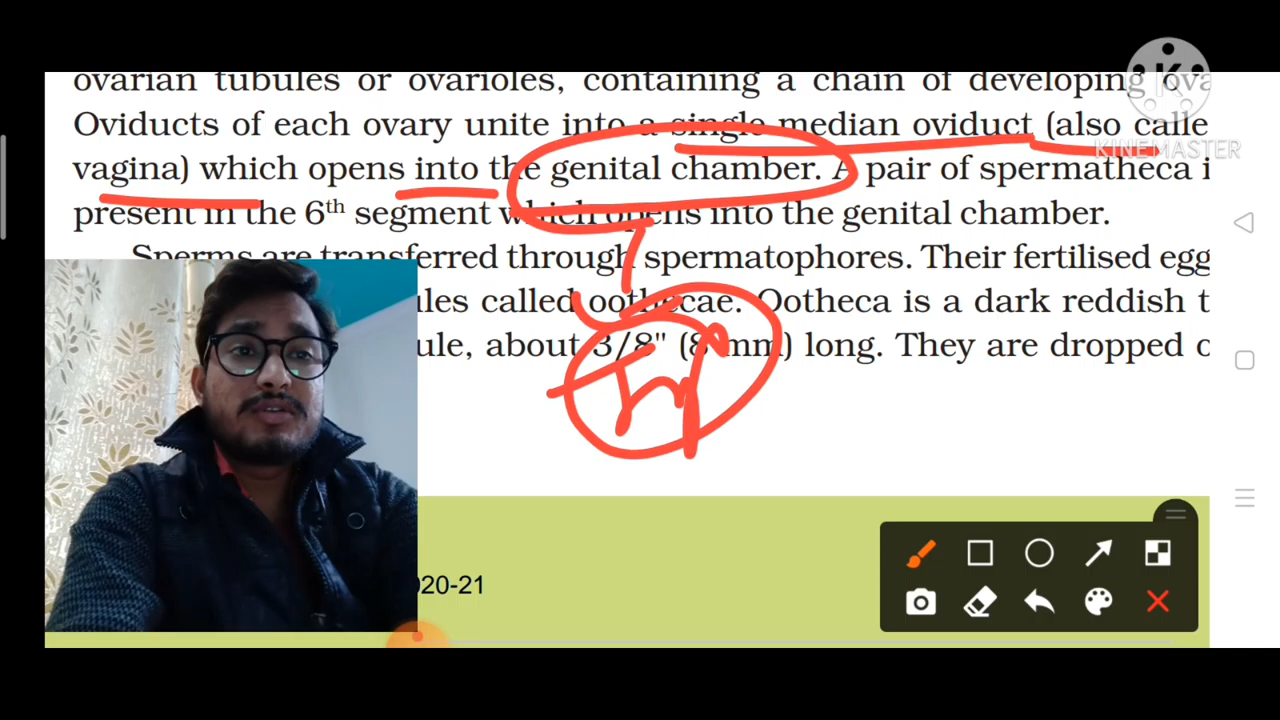 ovarian tubules or ovarioles, containing a chain of developing ova
Oviducts of each ovary unite into a single median oviduct (also calle
vagina) which opens into the genital chamber. A pair of spermatheca i
present in the 6th segment which opens into the genital chamber.
Sperms are transferred through spermatophores. Their fertilised egg
ules called oothecae. Ootheca is a dark reddish t
ule, about 3/8" (8 mm) long. They are dropped o
020-21
KINEMASTER